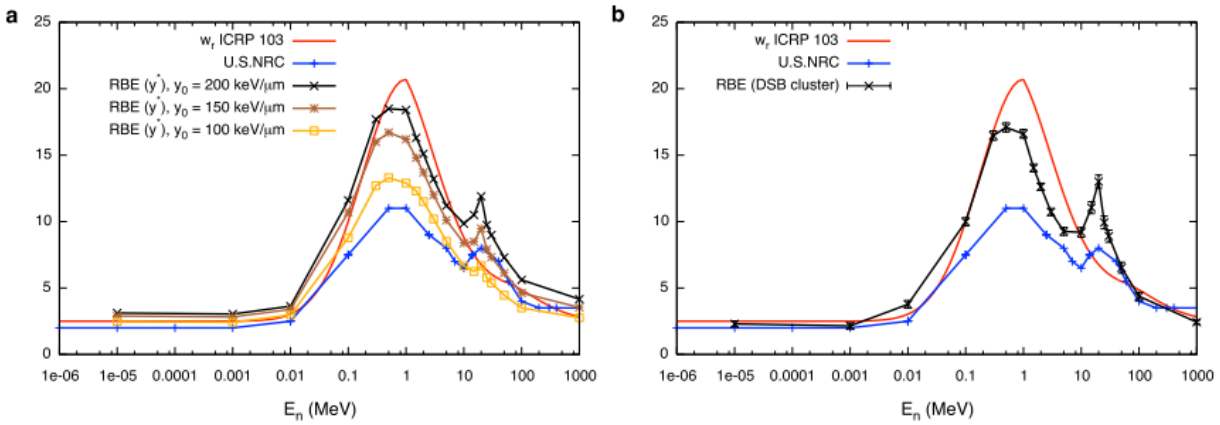 a
25
20
15
10
5
0
w_r ICRP 103
U.S.NRC
RBE (y*), y_0 = 200 keV/μm
RBE (y*), y_0 = 150 keV/μm
RBE (y*), y_0 = 100 keV/μm
1e-06 1e-05 0.0001 0.001 0.01 0.1 1 10 100 1000
E_n (MeV)
b
25
20
15
10
5
0
w_r ICRP 103
U.S.NRC
RBE (DSB cluster)
1e-06 1e-05 0.0001 0.001 0.01 0.1 1 10 100 1000
E_n (MeV)